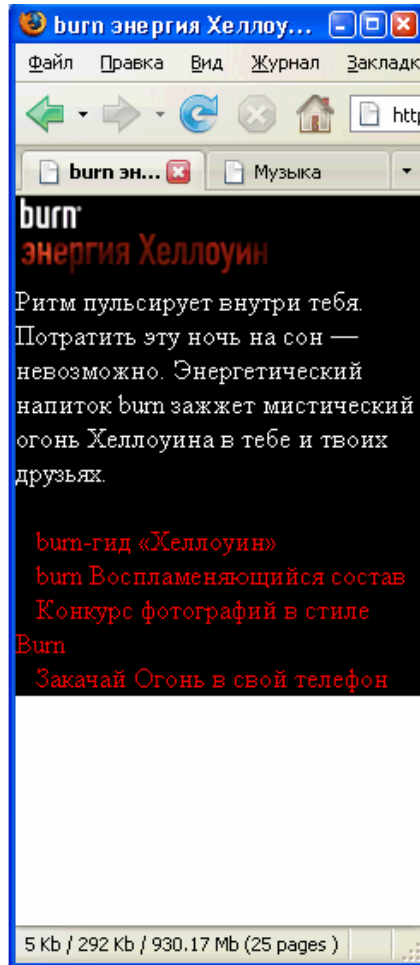 burn энергия Хеллоу...
Файл Правка Вид Журнал Закладк
http
burn эн... Музыка
burn
энергия Хеллоуин
Ритм пульсирует внутри тебя.
Потратить эту ночь на сон —
невозможно. Энергетический
напиток burn зажжет мистический
огонь Хеллоуина в тебе и твоих
друзьях.
burn-гид «Хеллоуин»
burn Воспламеняющийся состав
Конкурс фотографий в стиле
Burn
Закачай Огонь в свой телефон
5 Kb / 292 Kb / 930.17 Mb (25 pages )